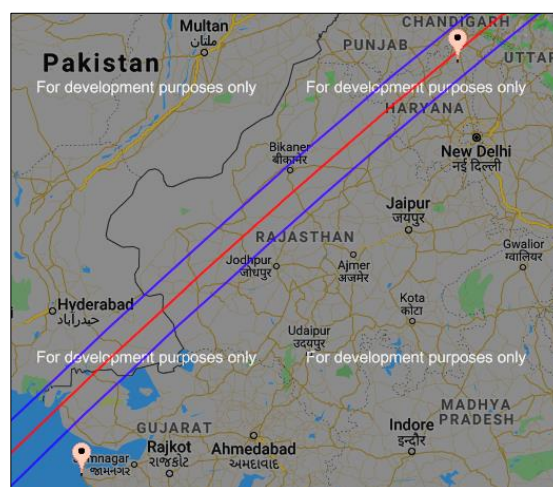 CHANDIGARH
Multan
ملتان
PUNJAB
Pakistan
UTTAR
For development purposes only
For development purposes only
HARYANA
Bikaner
बीकानेर
New Delhi
नई दिल्ली
Jaipur
जयपुर
RAJASTHAN
Jodhpur
जोधपुर
Ajmer
अजमेर
Gwalior
ग्वालियर
Hyderabad
حیدرآباد
Kota
कोटा
Udaipur
उदयपुर
For development purposes only
For development purposes only
GUJARAT
MADHYA
PRADESH
Indore
इन्दौर
mnagar
જામનગર
Rajkot
રાજકોટ
Ahmedabad
અમદાવાદ